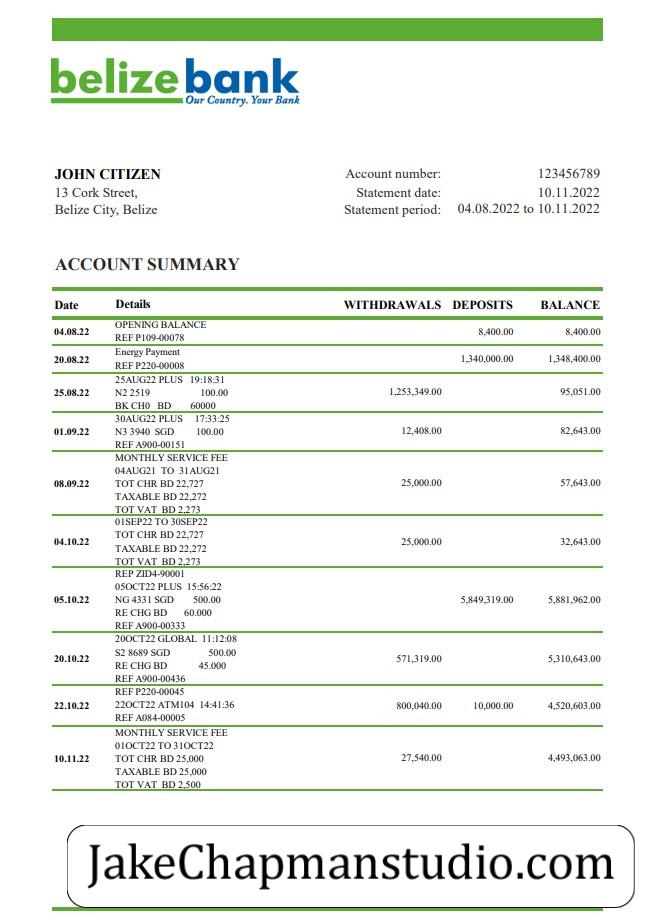 belizebank
Our Country. Your Bank
JOHN CITIZEN
13 Cork Street,
Belize City, Belize
Account number: 123456789
Statement date: 10.11.2022
Statement period: 04.08.2022 to 10.11.2022
ACCOUNT SUMMARY
Date Details WITHDRAWALS DEPOSITS BALANCE
OPENING BALANCE
04.08.22 8,400.00 8,400.00
REF P109-00078
Energy Payment
20.08.22 1,340,000.00 1,348,400.00
REF P220-00008
25AUG22 PLUS 19:18:31
25.08.22 N2 2519 100.00 1,253,349.00 95,051.00
BK CH0 BD 60000
30AUG22 PLUS 17:33:25
01.09.22 N3 3940 SGD 100.00 12,408.00 82,643.00
REF A900-00151
MONTHLY SERVICE FEE
04AUG21 TO 31AUG21
08.09.22 TOT CHR BD 22,727 25,000.00 57,643.00
TAXABLE BD 22,272
TOT VAT BD 2,273
01SEP22 TO 30SEP22
TOT CHR BD 22,727
04.10.22 25,000.00 32,643.00
TAXABLE BD 22,272
TOT VAT BD 2,273
REP ZID4-90001
05OCT22 PLUS 15:56:22
05.10.22 NG 4331 SGD 500.00 5,849,319.00 5,881,962.00
RE CHG BD 60.000
REF A900-00333
20OCT22 GLOBAL 11:12:08
S2 8689 SGD 500.00
20.10.22 571,319.00 5,310,643.00
RE CHG BD 45.000
REF A900-00436
REF P220-00045
22.10.22 22OCT22 ATM104 14:41:36 800,040.00 10,000.00 4,520,603.00
REF A084-00005
MONTHLY SERVICE FEE
01OCT22 TO 31OCT22
10.11.22 TOT CHR BD 25,000 27,540.00 4,493,063.00
TAXABLE BD 25,000
TOT VAT BD 2,500
JakeChapmanstudio.com